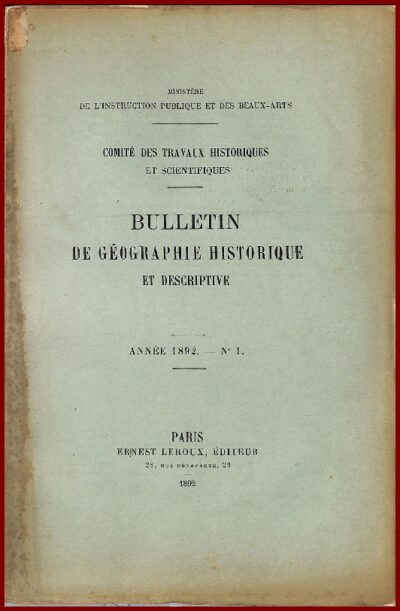 MINISTÈRE
DE L'INSTRUCTION PUBLIQUE ET DES BEAUX-ARTS
COMITÉ DES TRAVAUX HISTORIQUES
ET SCIENTIFIQUES
BULLETIN
DE GÉOGRAPHIE HISTORIQUE
ET DESCRIPTIVE
ANNÉE 1892. — N° 1.
PARIS
ERNEST LEROUX, ÉDITEUR
28, RUE BONAPARTE, 28
1892